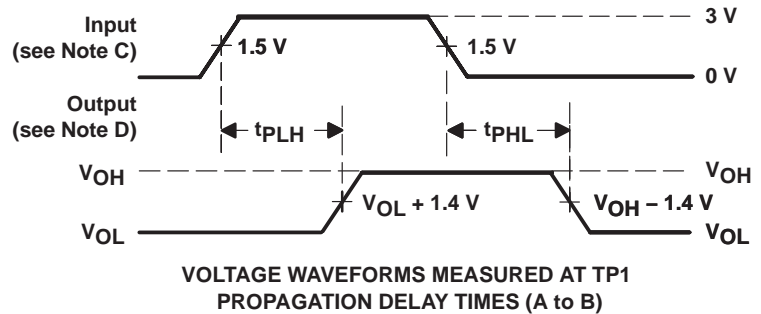 Input
(see Note C)
3 V
1.5 V
1.5 V
0 V
Output
(see Note D)
tPLH
tPHL
VOH
VOH
VOL + 1.4 V
VOH – 1.4 V
VOL
VOL
VOLTAGE WAVEFORMS MEASURED AT TP1
PROPAGATION DELAY TIMES (A to B)